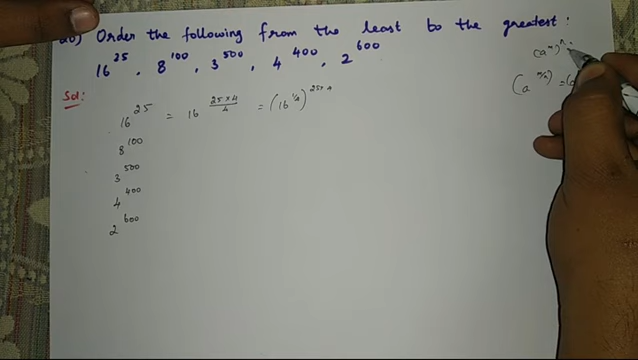 Order the following from the least to the greatest :
16^25 , 8^100 , 3^500 , 4^400 , 2^600
Sol:
16^25 = 16^(25×4/4) = (16^1/4)^25×4
8^100
3^500
4^400
2^600